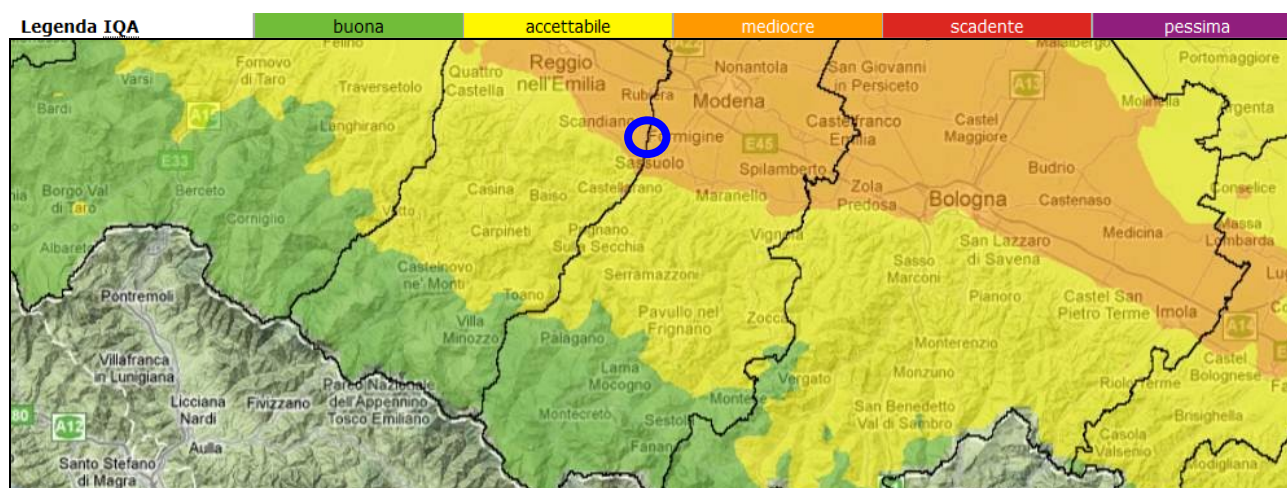 Legenda IQA buona accettabile mediocre scadente pessima
Felino
Fornovo
di Taro
Varsi
Traversetolo
Quattro
Castella
Reggio
nell'Emilia
A22
Nonantola
San Giovanni
in Persiceto
Malalbergo
Portomaggiore
A13
Bardi
A15
Langhirano
Rubiera
Modena
Scandiano
Formigine
Castelfranco
Emilia
Castel
Maggiore
Molinella
Argenta
E33
E45
Sassuolo
Spilamberto
Budrio
Borgo Val
di Taro
Berceto
Corniglio
Casina
Baiso
Castellarano
Maranello
Zola
Predosa
Bologna
Castenaso
Conselice
Vetto
Carpineti
Prignano
Sulla Secchia
Vignola
Medicina
Massa
Lombarda
Albareto
San Lazzaro
di Savena
Castelnovo
ne' Monti
Serramazzoni
Sasso
Marconi
Pontremoli
Toano
Pianoro
Castel San
Pietro Terme
Imola
Villa
Minozzo
Palagano
Pavullo nel
Frignano
Zocca
A14
Villafranca
in Lunigiana
Lama
Mocogno
Monterenzio
Castel
Bolognese
Parco Nazionale
dell'Appennino
Tosco Emiliano
Vergato
Monzuno
Riolo Terme
Licciana
Nardi
Fivizzano
Montecreto
Montese
Sestola
San Benedetto
Val di Sambro
Brisighella
80
A12
Aulla
Fanano
Casola
Valsenio
Modigliana
Santo Stefano
di Magra